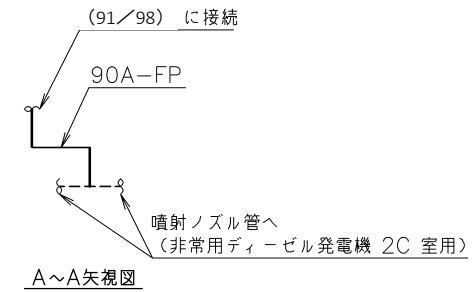 (91／98) に接続
90A−FP
噴射ノズル管へ
（非常用ディーゼル発電機 2C 室用）
A〜A矢視図